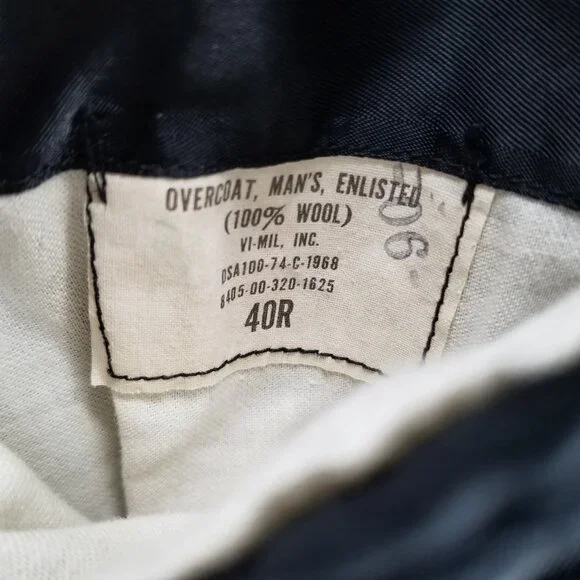 OVERCOAT, MAN'S, ENLISTED
(100% WOOL)
VI-MIL, INC.
DSA100-74-C-1968
8405-00-320-1625
40R